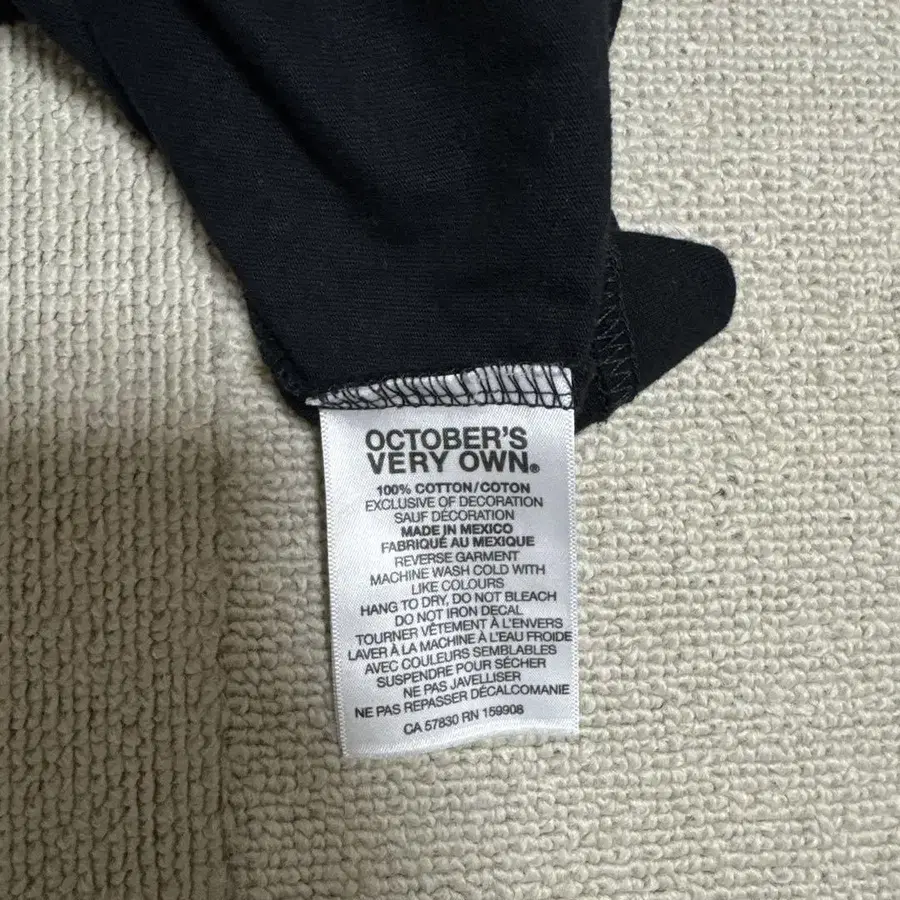 OCTOBER'S
VERY OWN®
100% COTTON/COTON
EXCLUSIVE OF DECORATION
SAUF DÉCORATION
MADE IN MEXICO
FABRIQUÉ AU MEXIQUE
REVERSE GARMENT
MACHINE WASH COLD WITH
LIKE COLOURS
HANG TO DRY, DO NOT BLEACH
DO NOT IRON DECAL
TOURNER VÊTEMENT À L'ENVERS
LAVER À LA MACHINE À L'EAU FROIDE
AVEC COULEURS SEMBLABLES
SUSPENDRE POUR SÉCHER
NE PAS JAVELLISER
NE PAS REPASSER DÉCALCOMANIE
CA 57830 RN 159908